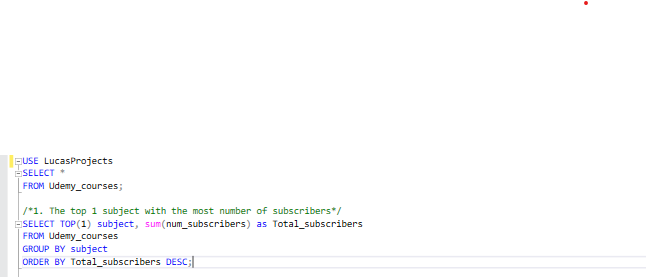 USE LucasProjects
SELECT *
FROM Udemy_courses;
/*1. The top 1 subject with the most number of subscribers*/
SELECT TOP(1) subject, sum(num_subscribers) as Total_subscribers
FROM Udemy_courses
GROUP BY subject
ORDER BY Total_subscribers DESC;